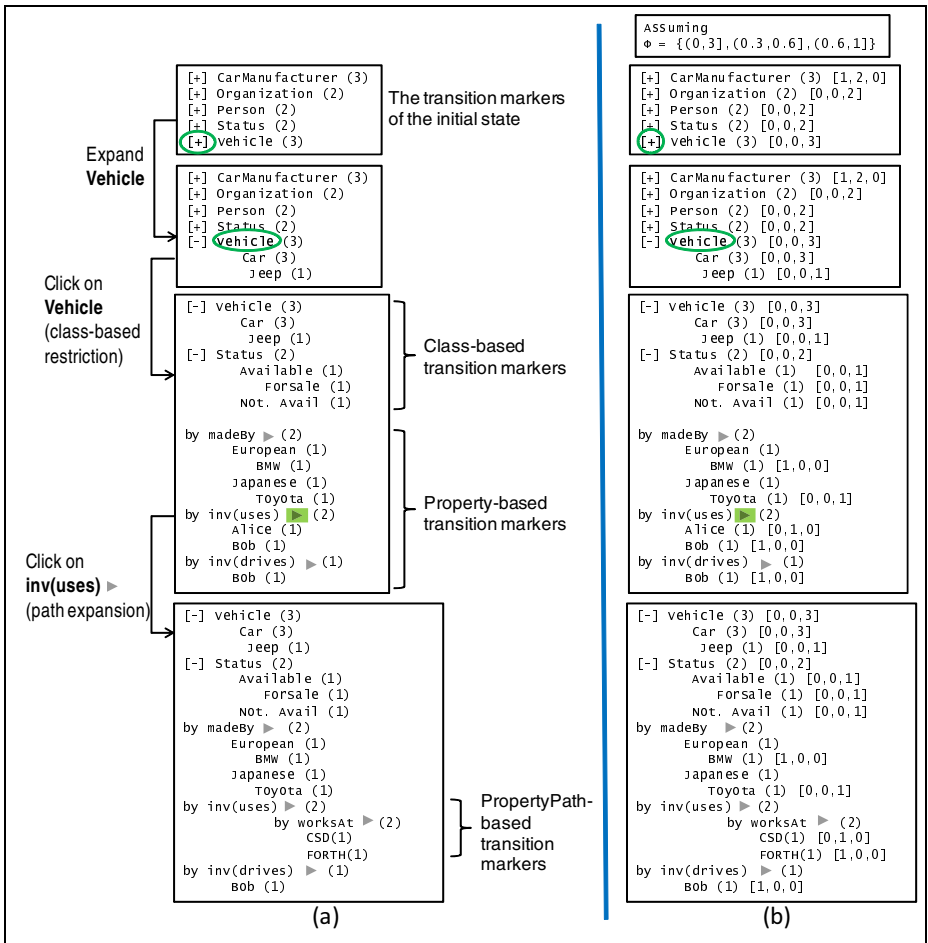 [+] CarManufacturer (3)
[+] Organization (2)
[+] Person (2)
[+] Status (2)
[+] vehicle (3)
The transition markers
of the initial state
Expand
Vehicle
[+] CarManufacturer (3)
[+] Organization (2)
[+] Person (2)
[+] Status (2)
[-] vehicle (3)
Car (3)
Jeep (1)
Click on
Vehicle
(class-based
restriction)
[-] vehicle (3)
Car (3)
Jeep (1)
[-] Status (2)
Available (1)
Forsale (1)
NOt. Avail (1)
Class-based
transition markers
by madeBy ▶ (2)
European (1)
BMW (1)
Japanese (1)
TOyOta (1)
by inv(uses) ▶ (2)
Alice (1)
Bob (1)
by inv(drives) ▶ (1)
Bob (1)
Property-based
transition markers
Click on
inv(uses) ▶
(path expansion)
[-] vehicle (3)
Car (3)
Jeep (1)
[-] Status (2)
Available (1)
Forsale (1)
NOt. Avail (1)
by madeBy ▶ (2)
European (1)
BMW (1)
Japanese (1)
TOyOta (1)
by inv(uses) ▶ (2)
by worksAt ▶ (2)
CSD(1)
FORTH(1)
by inv(drives) ▶ (1)
Bob (1)
PropertyPath-
based
transition
markers
(a)
ASSuming
Φ = {(0,3],(0.3,0.6],(0.6,1]}
[+] CarManufacturer (3) [1,2,0]
[+] Organization (2) [0,0,2]
[+] Person (2) [0,0,2]
[+] Status (2) [0,0,2]
[+] vehicle (3) [0,0,3]
[+] CarManufacturer (3) [1,2,0]
[+] Organization (2) [0,0,2]
[+] Person (2) [0,0,2]
[+] Status (2) [0,0,2]
[-] vehicle (3) [0,0,3]
Car (3) [0,0,3]
Jeep (1) [0,0,1]
[-] vehicle (3) [0,0,3]
Car (3) [0,0,3]
Jeep (1) [0,0,1]
[-] Status (2) [0,0,2]
Available (1) [0,0,1]
Forsale (1) [0,0,1]
NOt. Avail (1) [0,0,1]
by madeBy ▶ (2)
European (1)
BMW (1) [1,0,0]
Japanese (1)
TOyOta (1) [0,0,1]
by inv(uses) ▶ (2)
Alice (1) [0,1,0]
Bob (1) [1,0,0]
by inv(drives) ▶ (1)
Bob (1) [1,0,0]
[-] vehicle (3) [0,0,3]
Car (3) [0,0,3]
Jeep (1) [0,0,1]
[-] Status (2) [0,0,2]
Available (1) [0,0,1]
Forsale (1) [0,0,1]
NOt. Avail (1) [0,0,1]
by madeBy ▶ (2)
European (1)
BMW (1) [1,0,0]
Japanese (1)
TOyOta (1) [0,0,1]
by inv(uses) ▶ (2)
by worksAt ▶ (2)
CSD(1) [0,1,0]
FORTH(1) [1,0,0]
by inv(drives) ▶ (1)
Bob (1) [1,0,0]
(b)